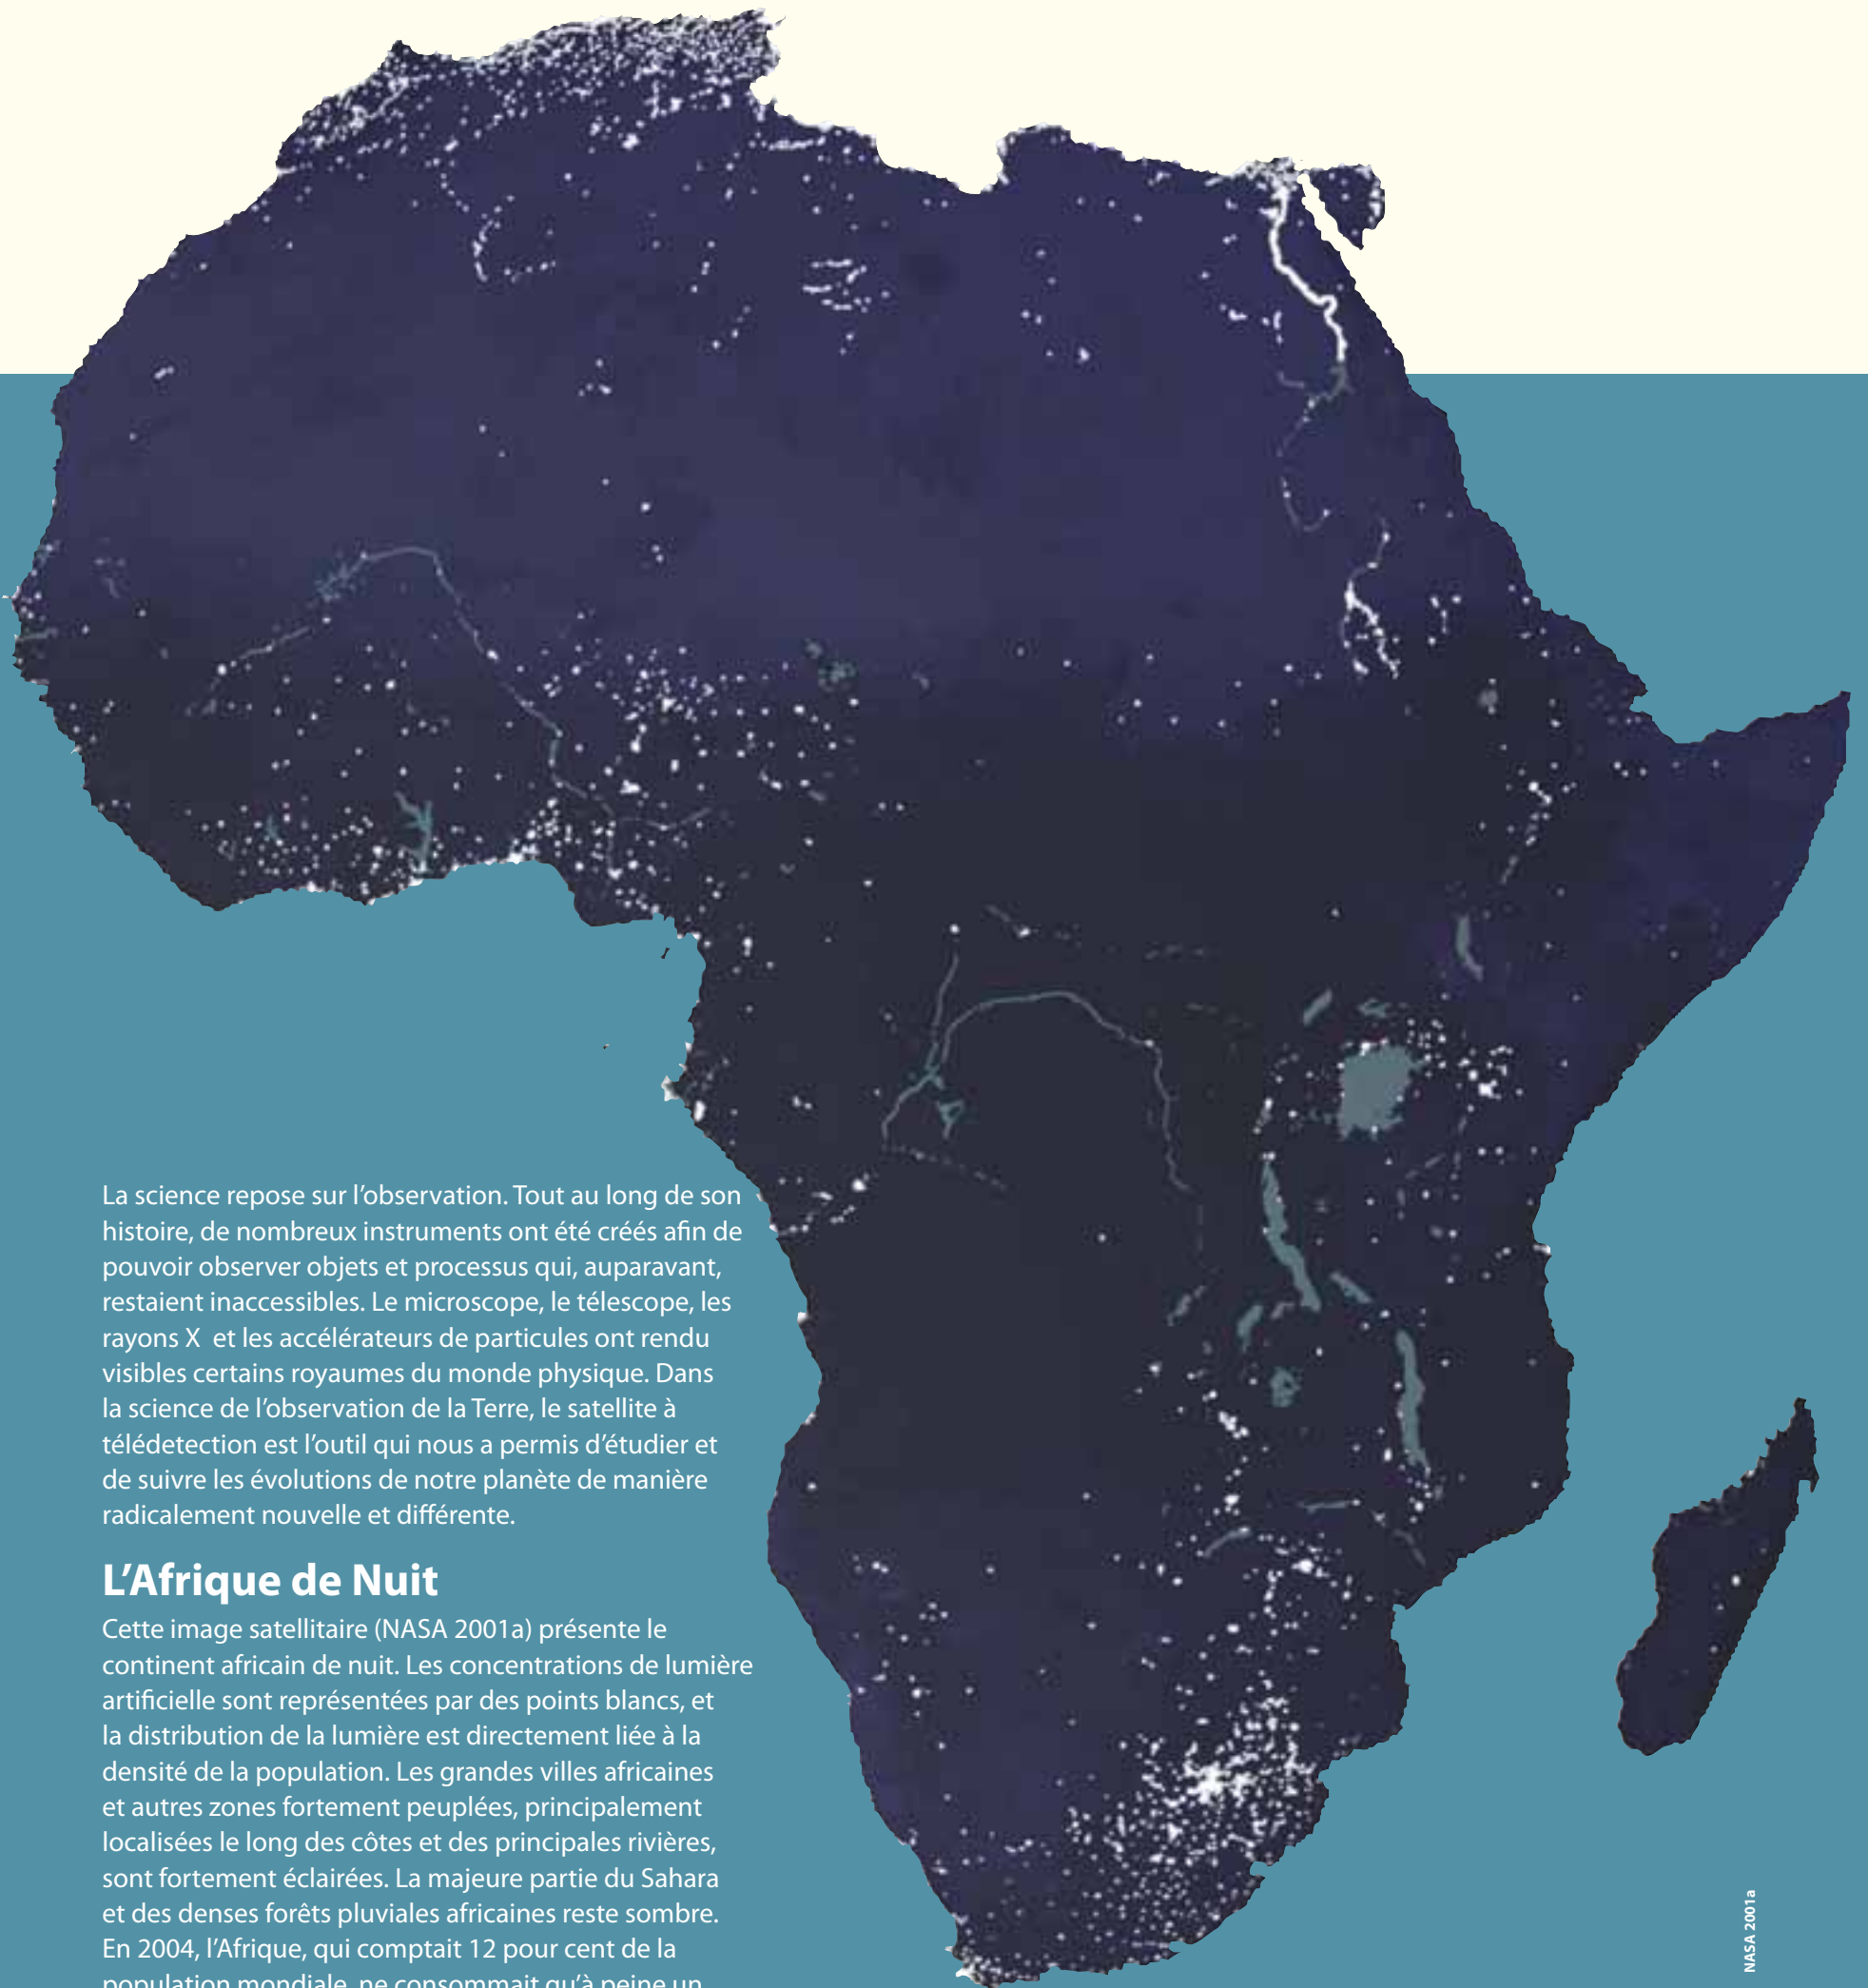 La science repose sur l'observation. Tout au long de son
histoire, de nombreux instruments ont été créés afin de
pouvoir observer objets et processus qui, auparavant,
restaient inaccessibles. Le microscope, le télescope, les
rayons X  et les accélérateurs de particules ont rendu
visibles certains royaumes du monde physique. Dans
la science de l'observation de la Terre, le satellite à
télédetection est l'outil qui nous a permis d'étudier et
de suivre les évolutions de notre planète de manière
radicalement nouvelle et différente.
L'Afrique de Nuit
Cette image satellitaire (NASA 2001a) présente le
continent africain de nuit. Les concentrations de lumière
artificielle sont représentées par des points blancs, et
la distribution de la lumière est directement liée à la
densité de la population. Les grandes villes africaines
et autres zones fortement peuplées, principalement
localisées le long des côtes et des principales rivières,
sont fortement éclairées. La majeure partie du Sahara
et des denses forêts pluviales africaines reste sombre.
En 2004, l'Afrique, qui comptait 12 pour cent de la
population mondiale, ne consommait qu'à peine un
NASA 2001a